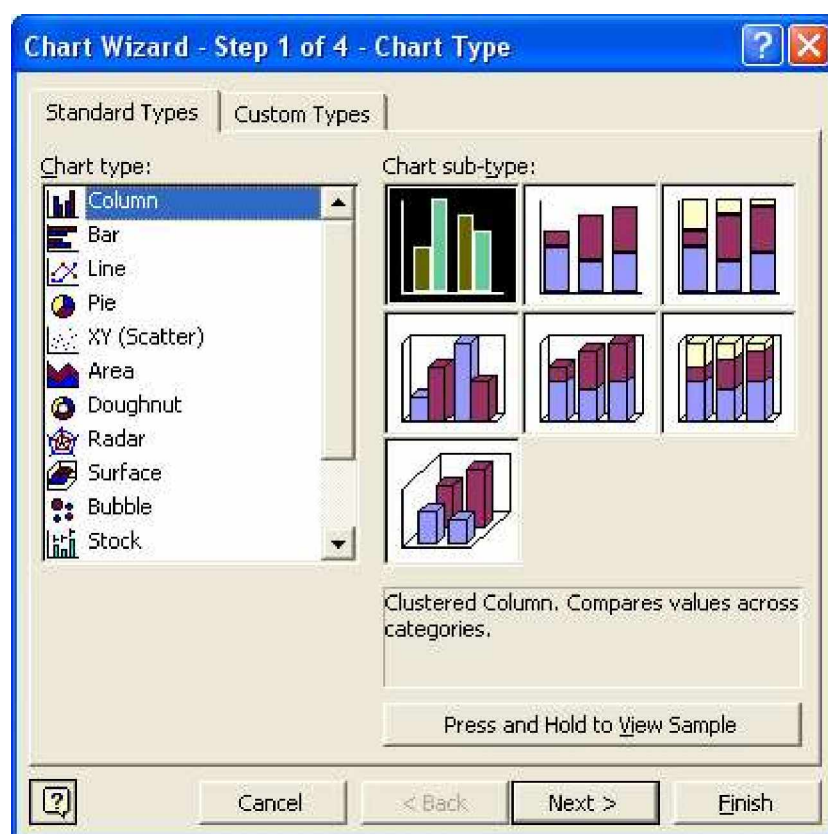 Chart Wizard - Step 1 of 4 - Chart Type
Standard Types
Custom Types
Chart type:
Column
Bar
Line
Pie
XY (Scatter)
Area
Doughnut
Radar
Surface
Bubble
Stock
Chart sub-type:
Clustered Column. Compares values across
categories.
Press and Hold to View Sample
Cancel
< Back
Next >
Finish